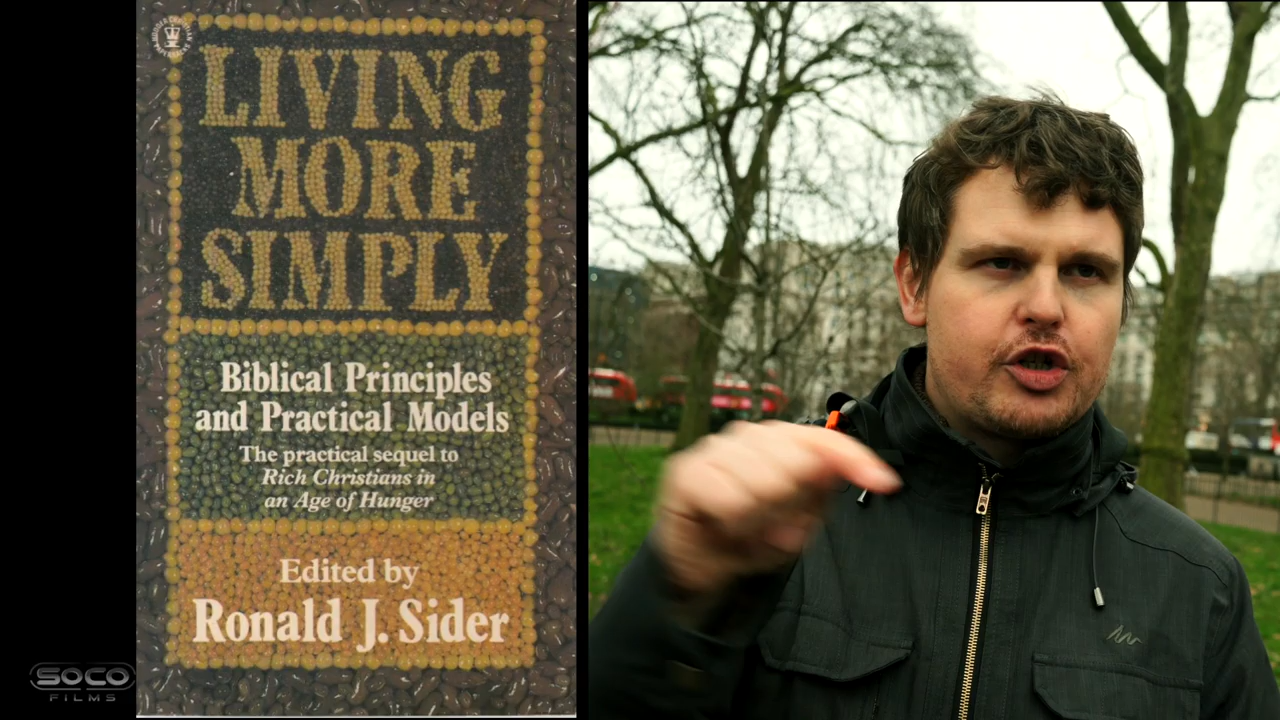 LIVING
MORE
SIMPLY
Biblical Principles
and Practical Models
The practical sequel to
Rich Christians in
an Age of Hunger
Edited by
Ronald J. Sider
SOCO
FILMS